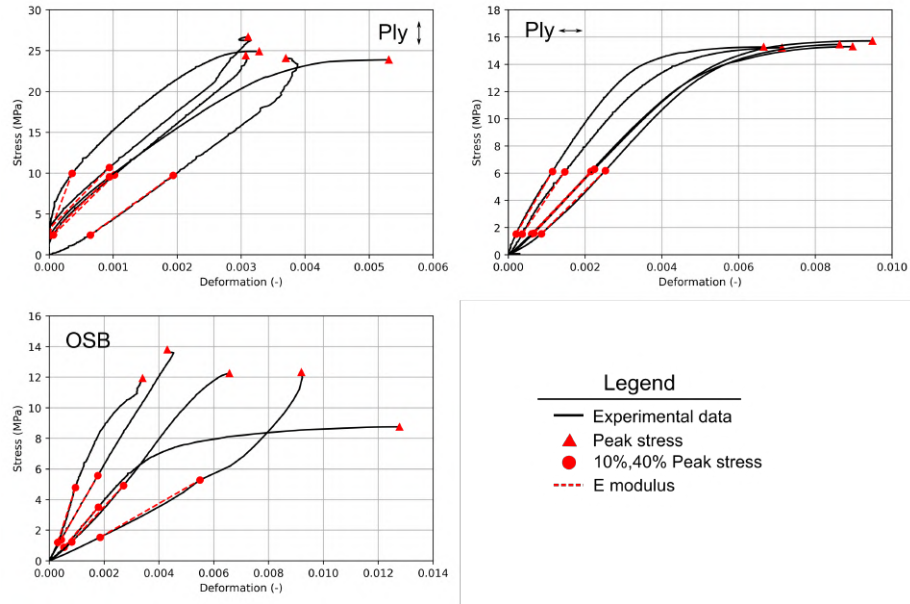 Ply
30
25
20
15
10
5
0
Stress (MPa)
0.000 0.001 0.002 0.003 0.004 0.005 0.006
Deformation (-)
Ply
18
16
14
12
10
8
6
4
2
0
Stress (MPa)
0.000 0.002 0.004 0.006 0.008 0.010
Deformation (-)
OSB
16
14
12
10
8
6
4
2
0
Stress (MPa)
0.000 0.002 0.004 0.006 0.008 0.010 0.012 0.014
Deformation (-)
Legend
Experimental data
Peak stress
10%,40% Peak stress
E modulus